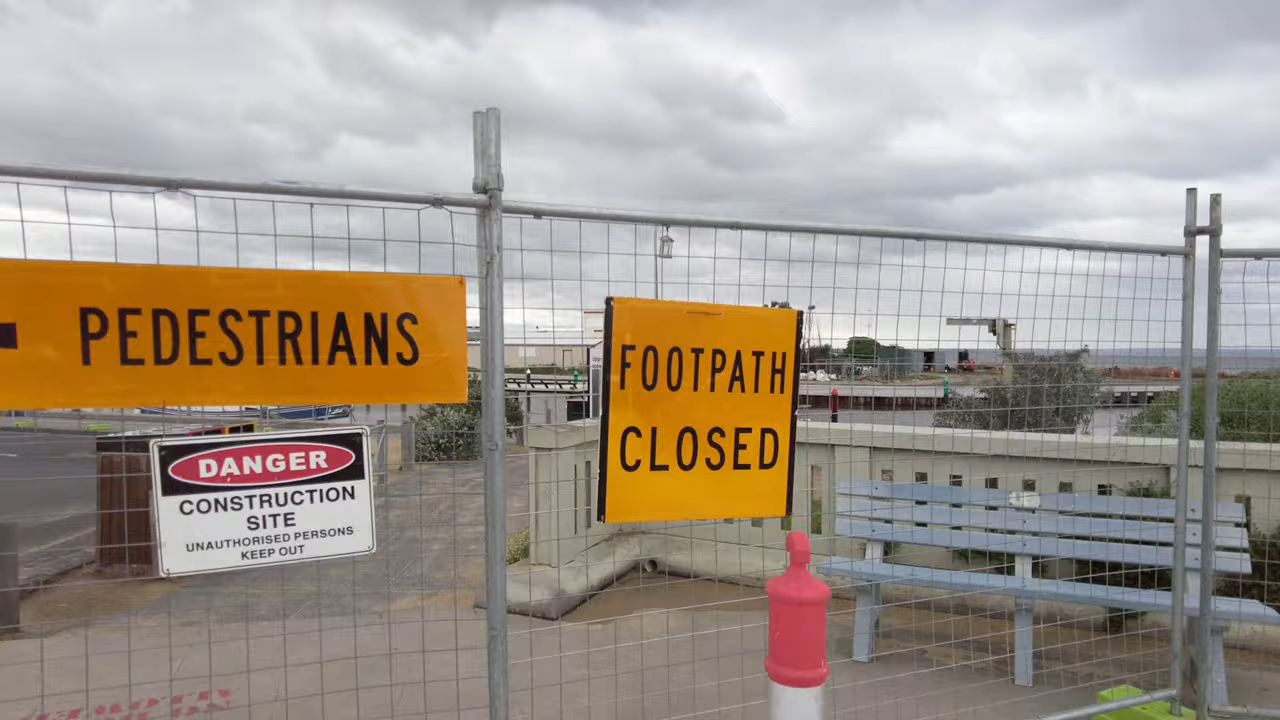 PEDESTRIANS
FOOTPATH
CLOSED
DANGER
CONSTRUCTION
SITE
UNAUTHORISED PERSONS
KEEP OUT